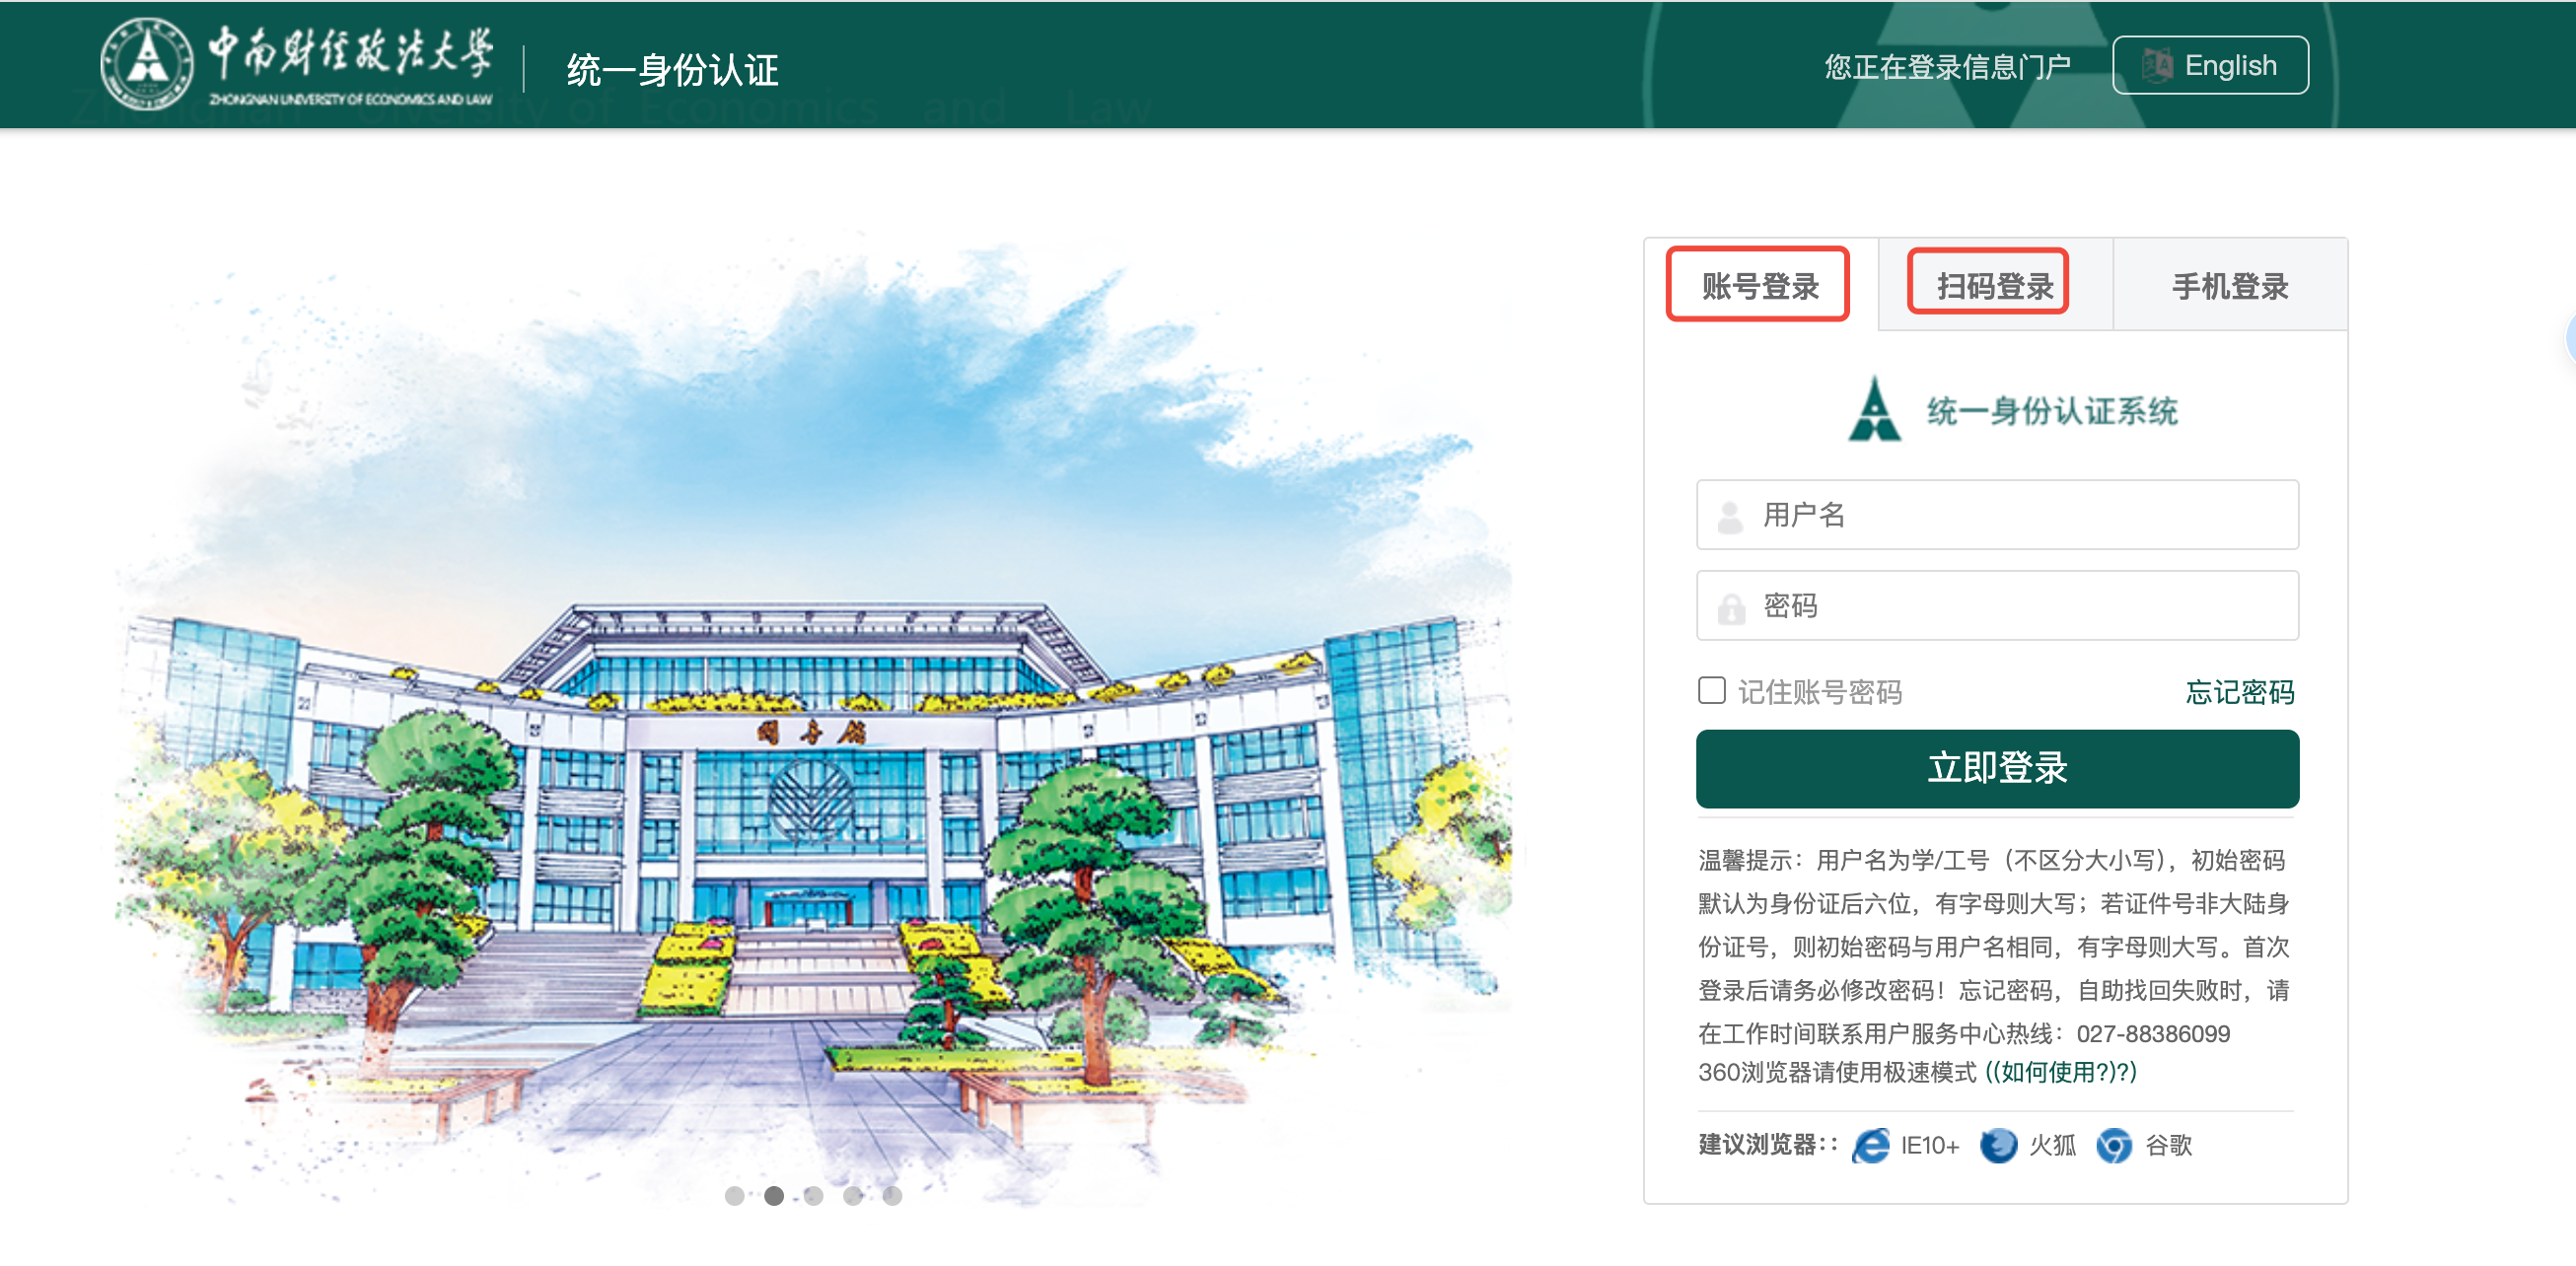 中南财经政法大学
ZHONGNAN UNIVERSITY OF ECONOMICS AND LAW
统一身份认证
您正在登录信息门户
English
Zhongnan University of Economics and Law
账号登录
扫码登录
手机登录
统一身份认证系统
用户名
密码
记住账号密码
忘记密码
立即登录
温馨提示：用户名为学/工号（不区分大小写），初始密码
默认为身份证后六位，有字母则大写；若证件号非大陆身
份证号，则初始密码与用户名相同，有字母则大写。首次
登录后请务必修改密码！忘记密码，自助找回失败时，请
在工作时间联系用户服务中心热线：027-88386099
360浏览器请使用极速模式 ((如何使用?)?)
建议浏览器：:
IE10+
火狐
谷歌